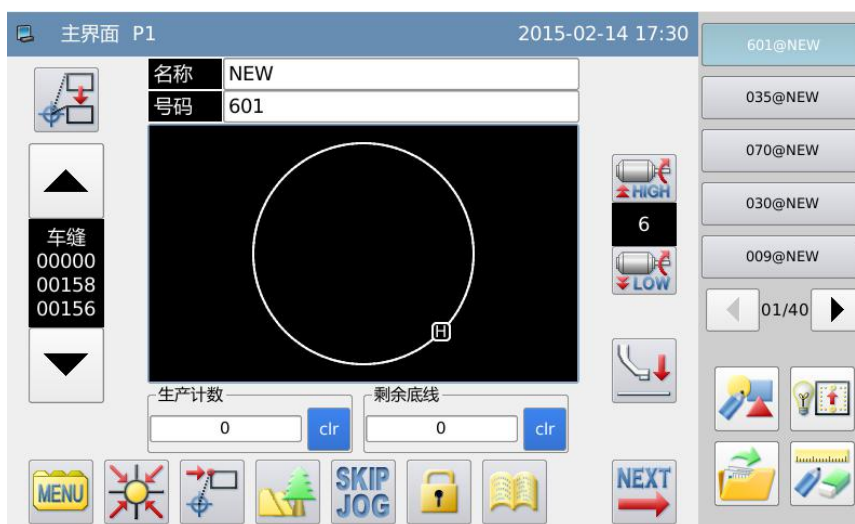 主界面 P1
2015-02-14 17:30
名称 NEW
号码 601
车缝
00000
00158
00156
H
HIGH
6
LOW
生产计数
0
clr
剩余底线
0
clr
MENU
SKIP
JOG
NEXT
601@NEW
035@NEW
070@NEW
030@NEW
009@NEW
01/40